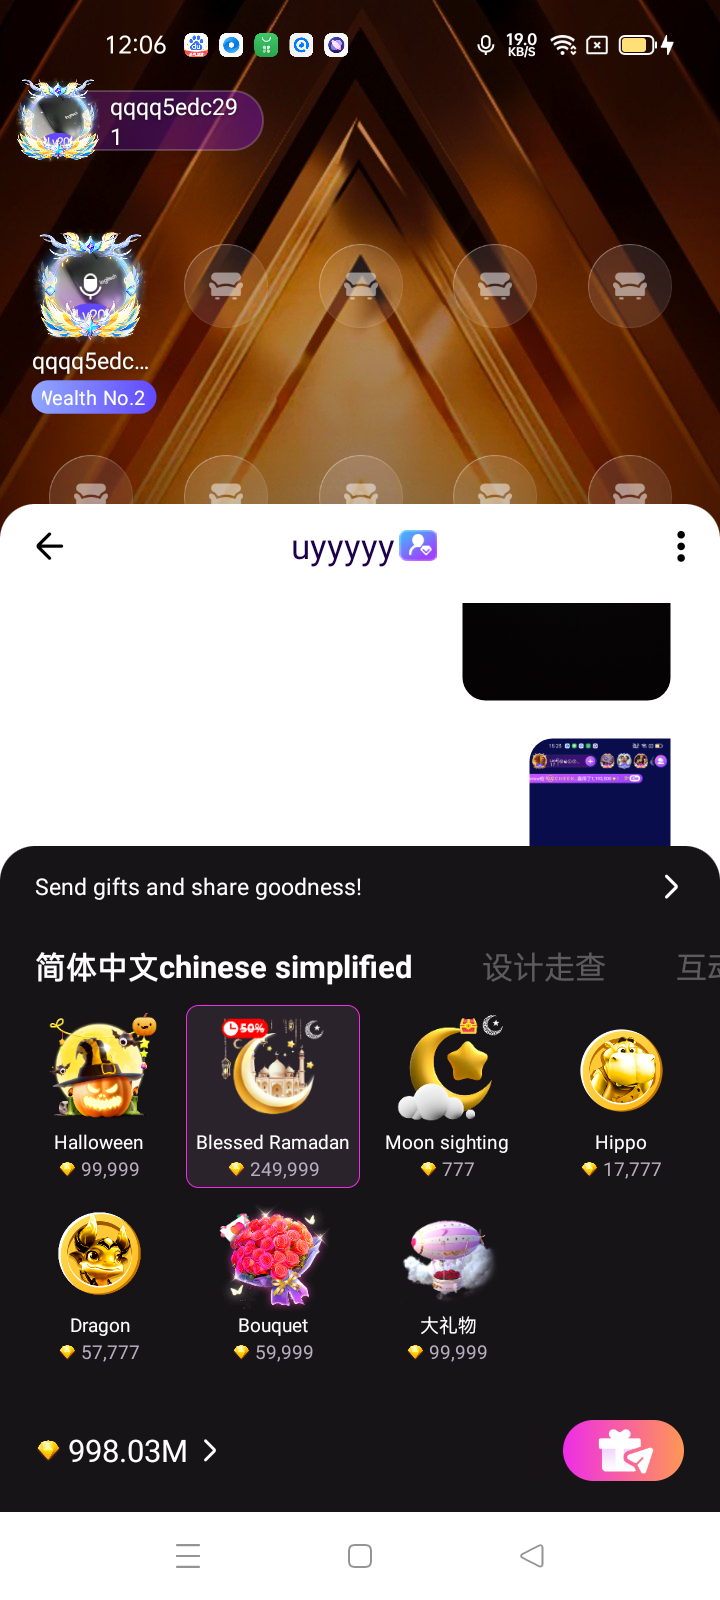 12:06
19.0
KB/S
qqqq5edc29
1
qqqq5edc...
Wealth No.2
uyyyyy
Send gifts and share goodness!
简体中文chinese simplified
设计走查
互动
50%
Halloween
99,999
Blessed Ramadan
249,999
Moon sighting
777
Hippo
17,777
Dragon
57,777
Bouquet
59,999
大礼物
99,999
998.03M